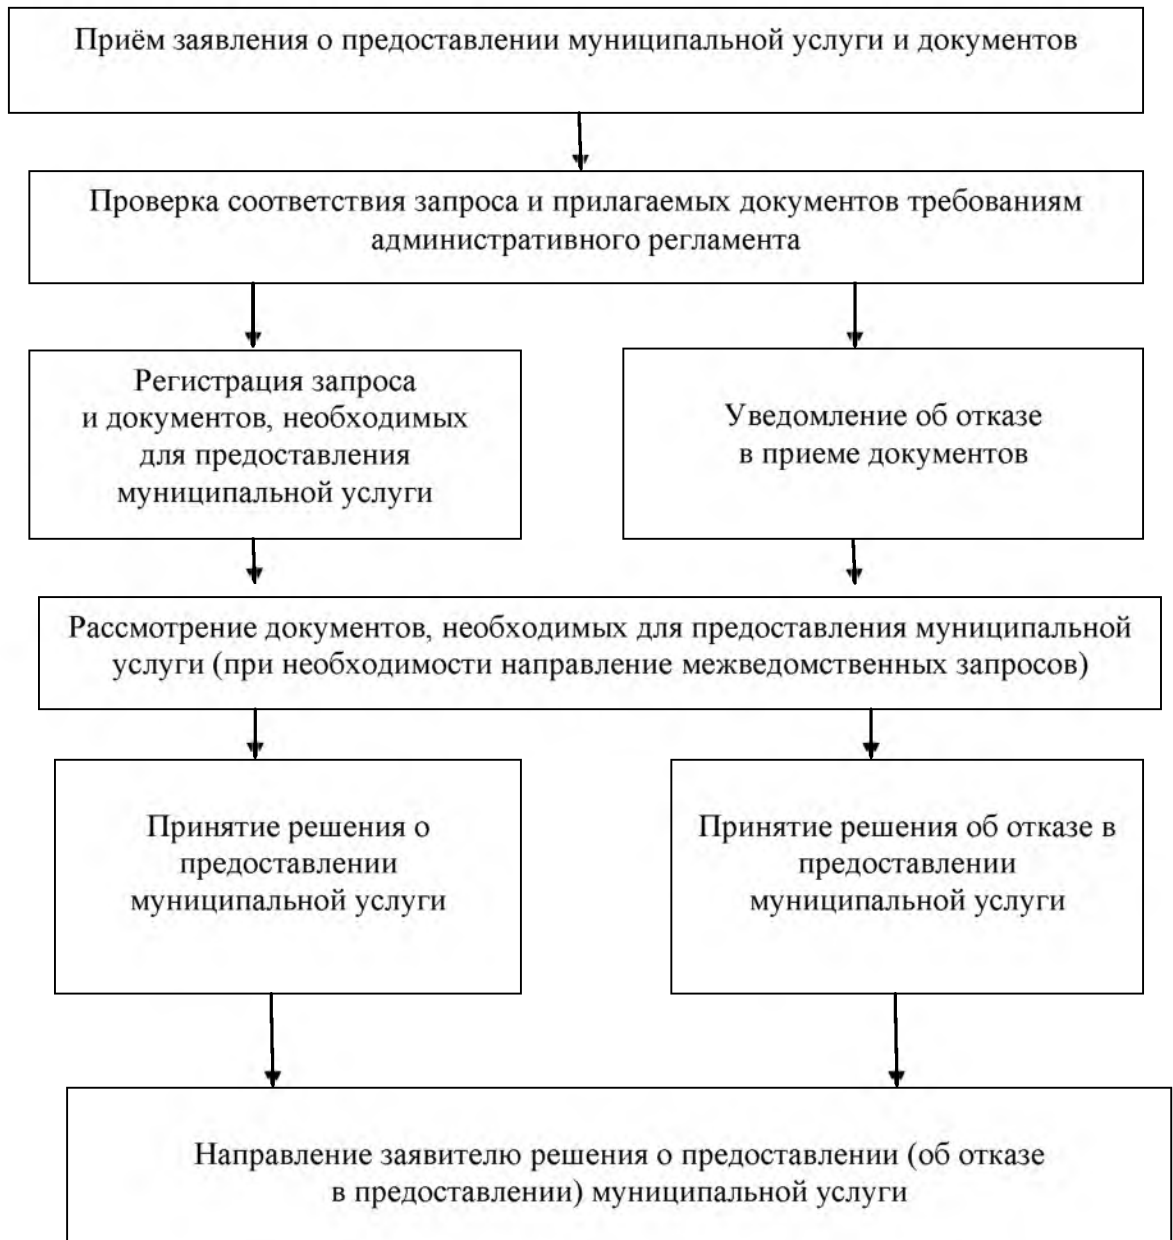 Приём заявления о предоставлении муниципальной услуги и документов
Проверка соответствия запроса и прилагаемых документов требованиям
административного регламента
Регистрация запроса
и документов, необходимых
для предоставления
муниципальной услуги
Уведомление об отказе
в приеме документов
Рассмотрение документов, необходимых для предоставления муниципальной
услуги (при необходимости направление межведомственных запросов)
Принятие решения о
предоставлении
муниципальной услуги
Принятие решения об отказе в
предоставлении
муниципальной услуги
Направление заявителю решения о предоставлении (об отказе
в предоставлении) муниципальной услуги